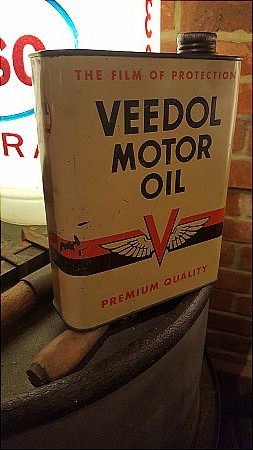 THE FILM OF PROTECTION
VEEDOL
MOTOR
OIL
V
PREMIUM QUALITY